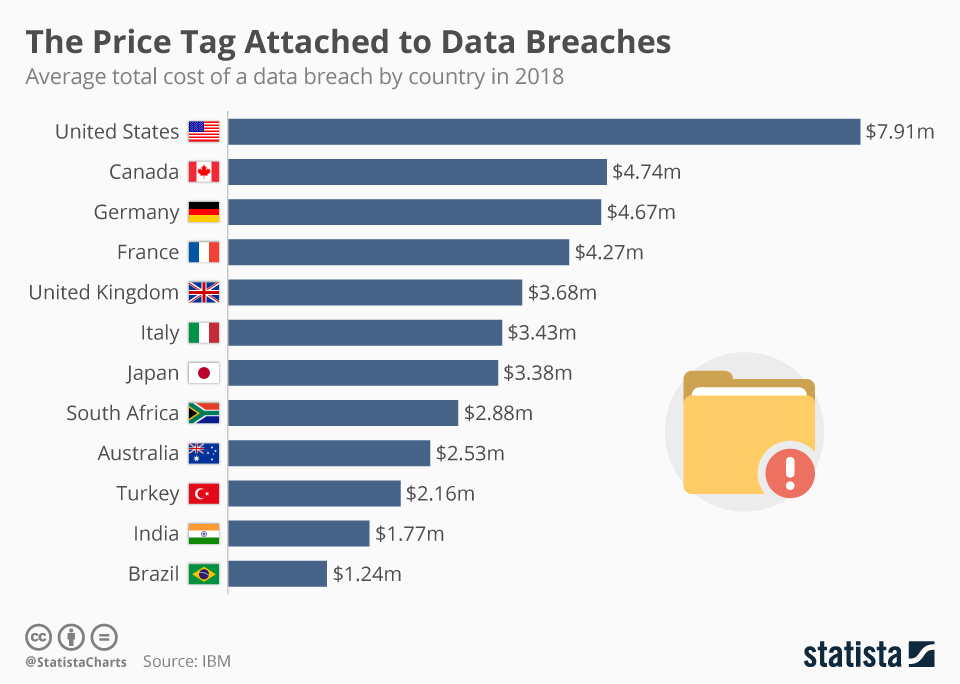 The Price Tag Attached to Data Breaches
Average total cost of a data breach by country in 2018
United States $7.91m
Canada $4.74m
Germany $4.67m
France $4.27m
United Kingdom $3.68m
Italy $3.43m
Japan $3.38m
South Africa $2.88m
Australia $2.53m
Turkey $2.16m
India $1.77m
Brazil $1.24m
cc =
@StatistaCharts Source: IBM
statista